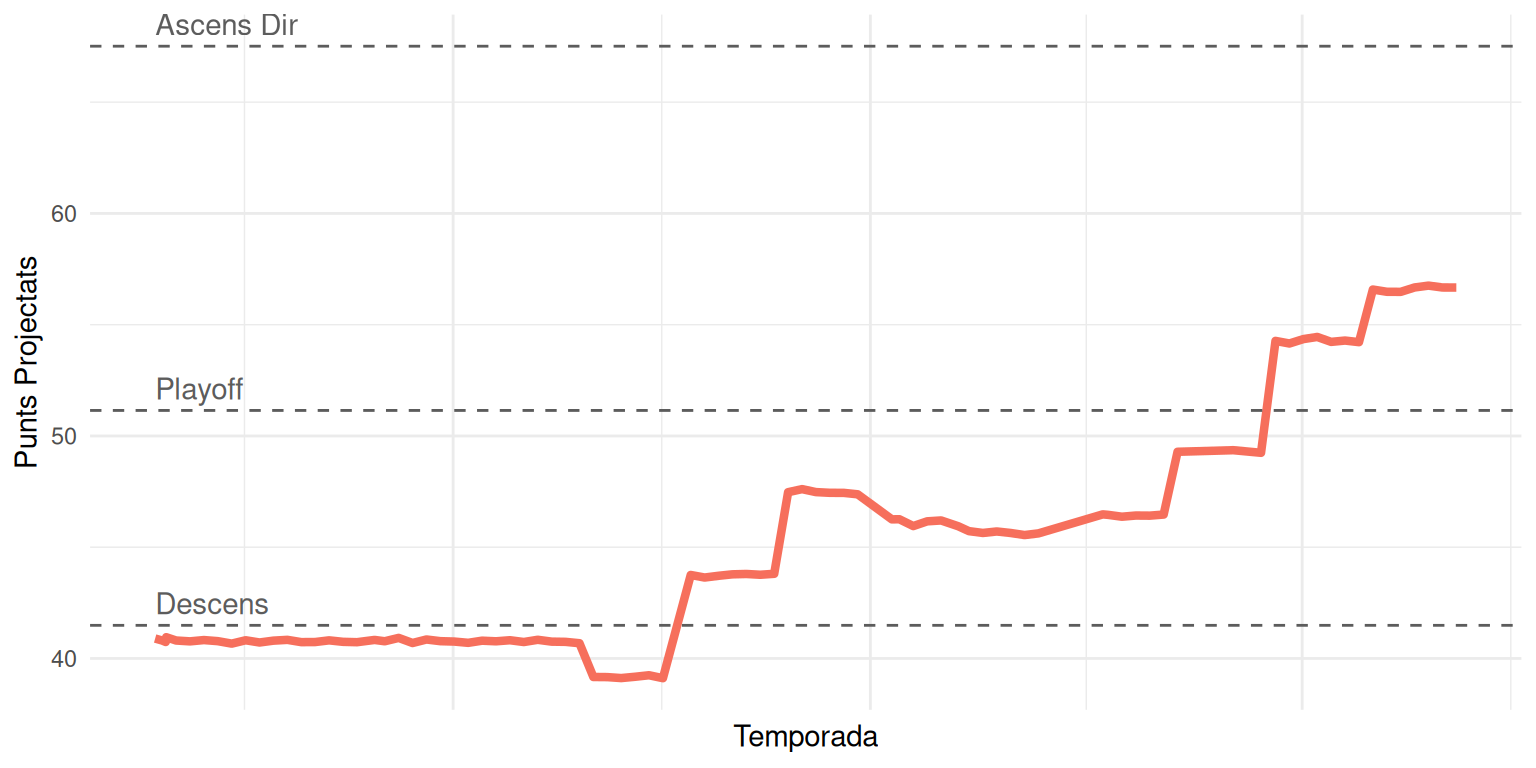 Ascens Dir
60
Playoff
50
Descens
40
Punts Projectats
Temporada